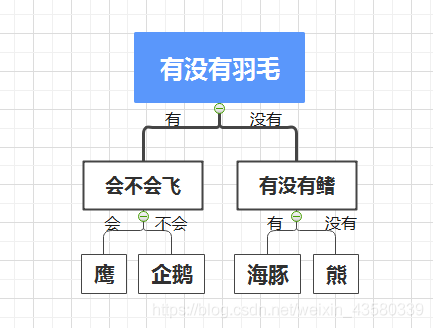 有没有羽毛
有 没有
会不会飞 有没有鳍
会 不会 有 没有
鹰 企鹅 海豚 熊
https://blog.csdn.net/weixin_43580339